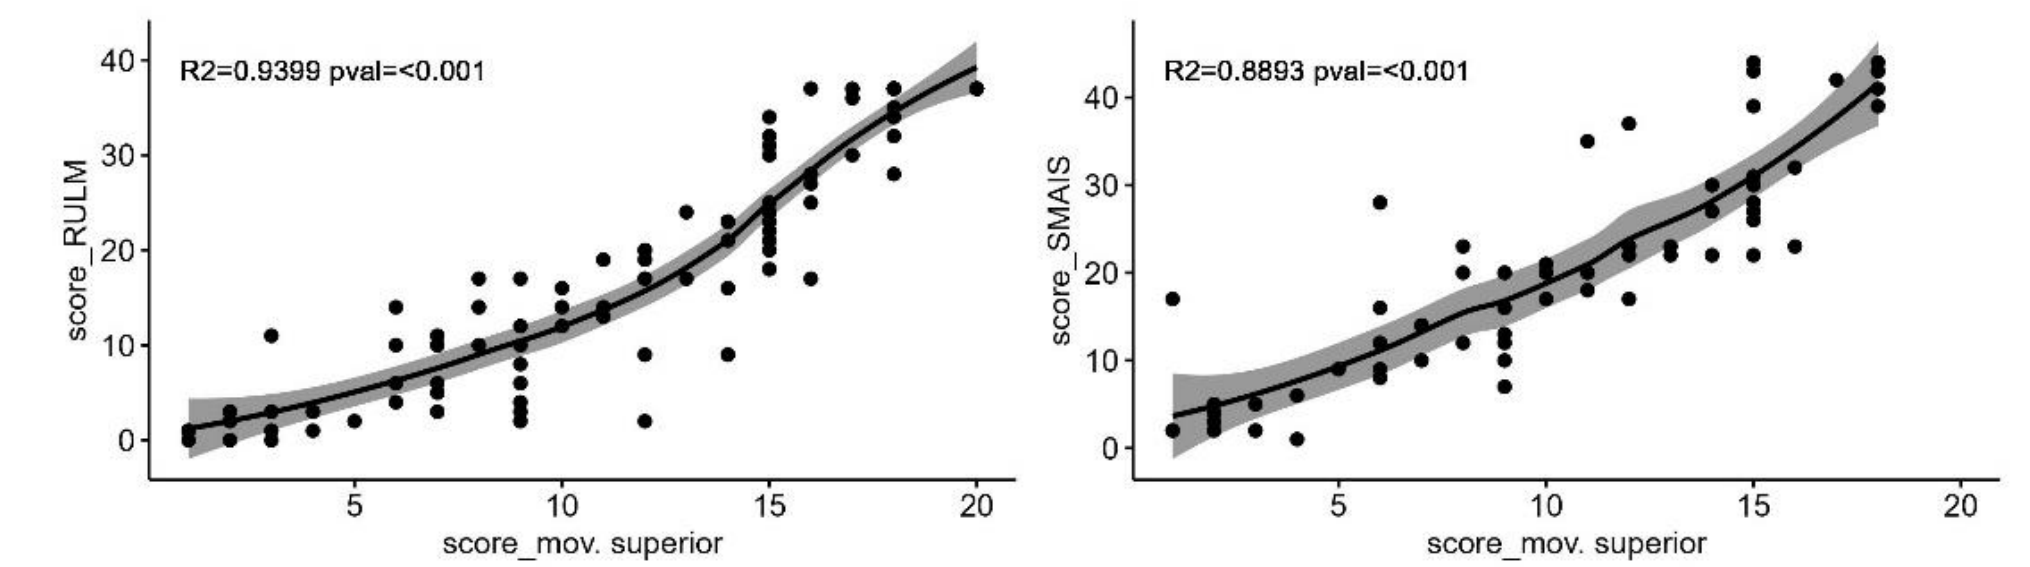 R2=0.9399 pval=<0.001
score_RULM
40
30
20
10
0
5 10 15 20
score_mov. superior
R2=0.8893 pval=<0.001
score_SMAIS
40
30
20
10
0
5 10 15 20
score_mov. superior